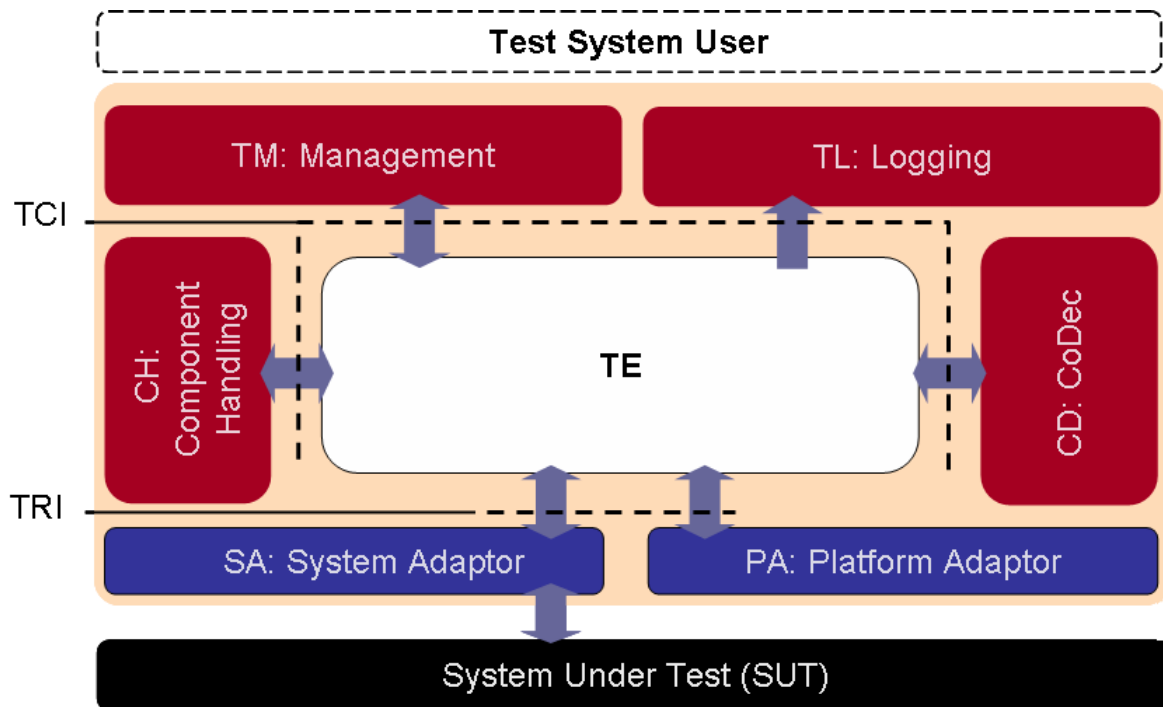 Test System User
TM: Management
TL: Logging
TCI
CH:
Component
Handling
TE
CD: CoDec
TRI
SA: System Adaptor
PA: Platform Adaptor
System Under Test (SUT)